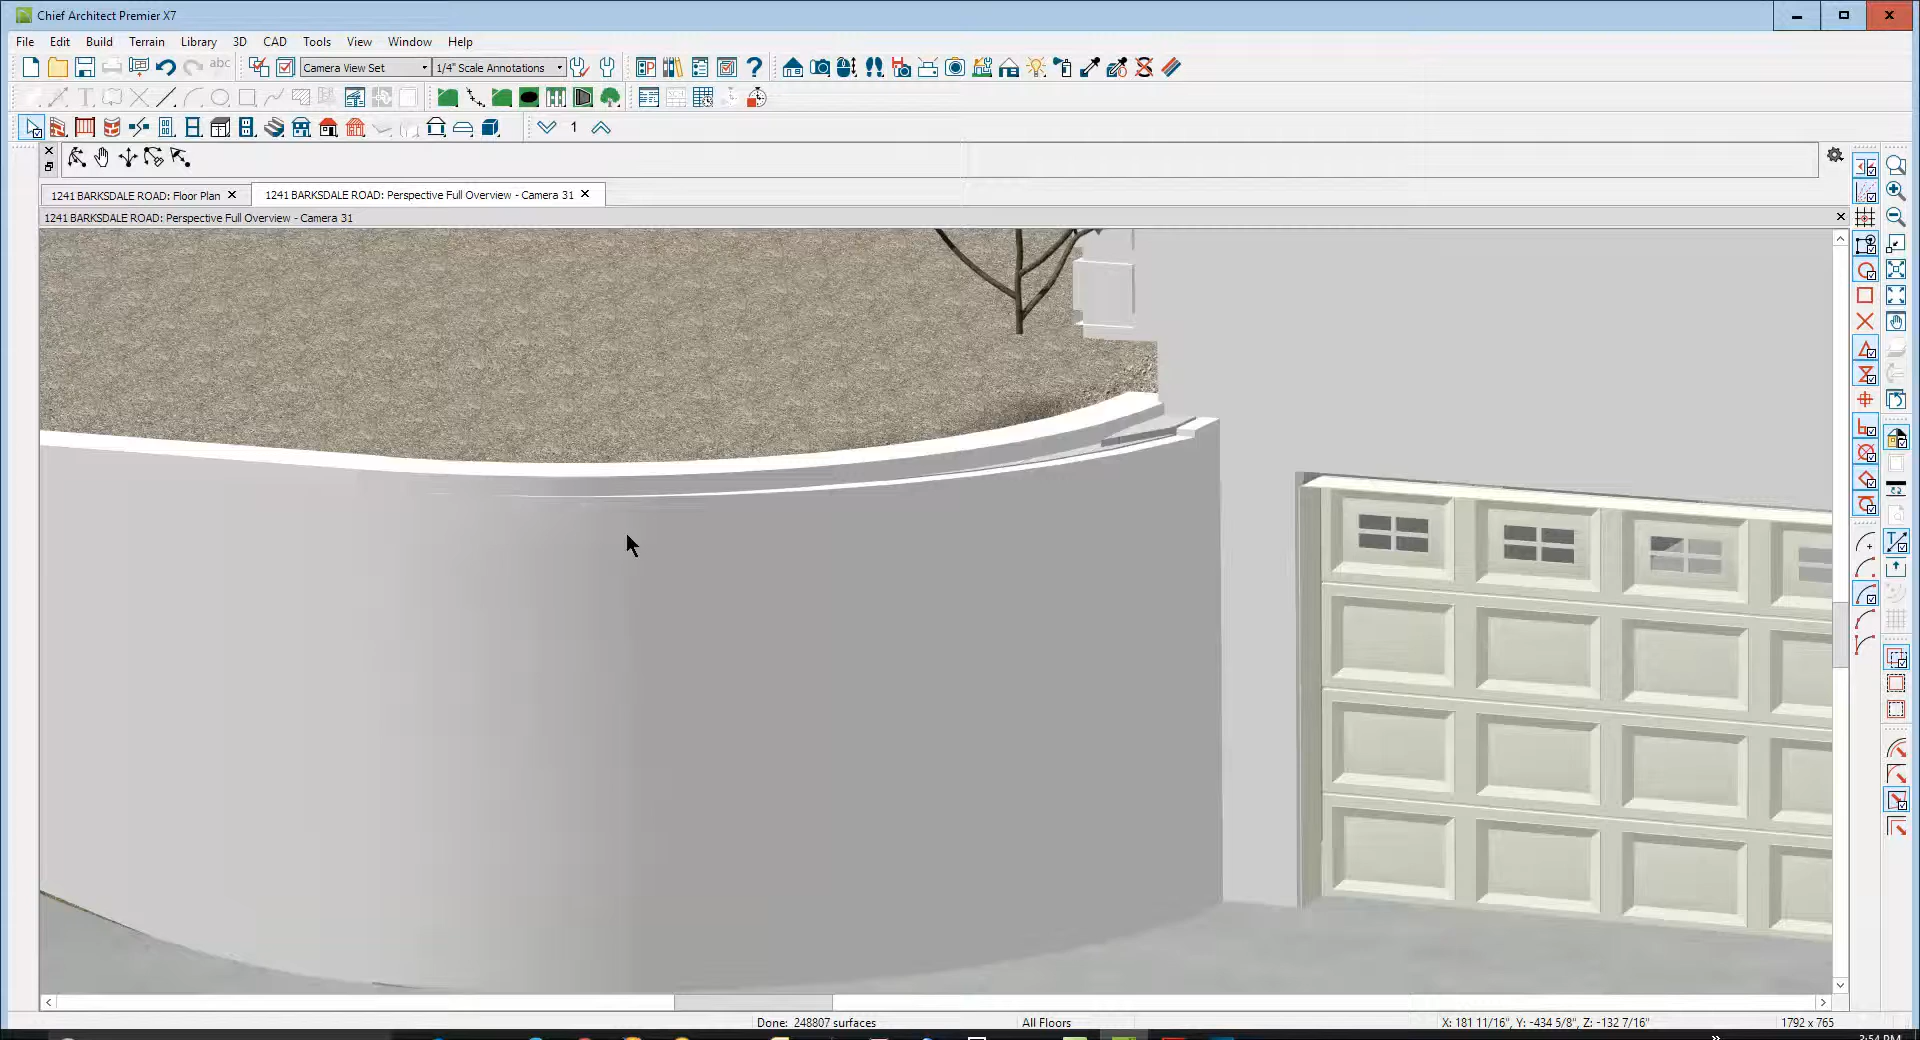 Chief Architect Premier X7
File Edit Build Terrain Library 3D CAD Tools View Window Help
abc Camera View Set 1/4" Scale Annotations
1
1241 BARKSDALE ROAD: Floor Plan 1241 BARKSDALE ROAD: Perspective Full Overview - Camera 31
1241 BARKSDALE ROAD: Perspective Full Overview - Camera 31
Done: 248807 surfaces All Floors X: 181 11/16", Y: -434 5/8", Z: -132 7/16" 1792 x 765